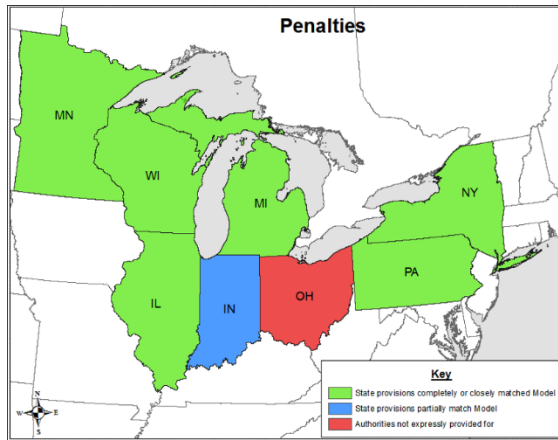 Penalties
MN
WI
MI
NY
PA
IL
IN
OH
Key
State provisions completely or closely matched Model
State provisions partially match Model
Authorities not expressly provided for
N
W E
S